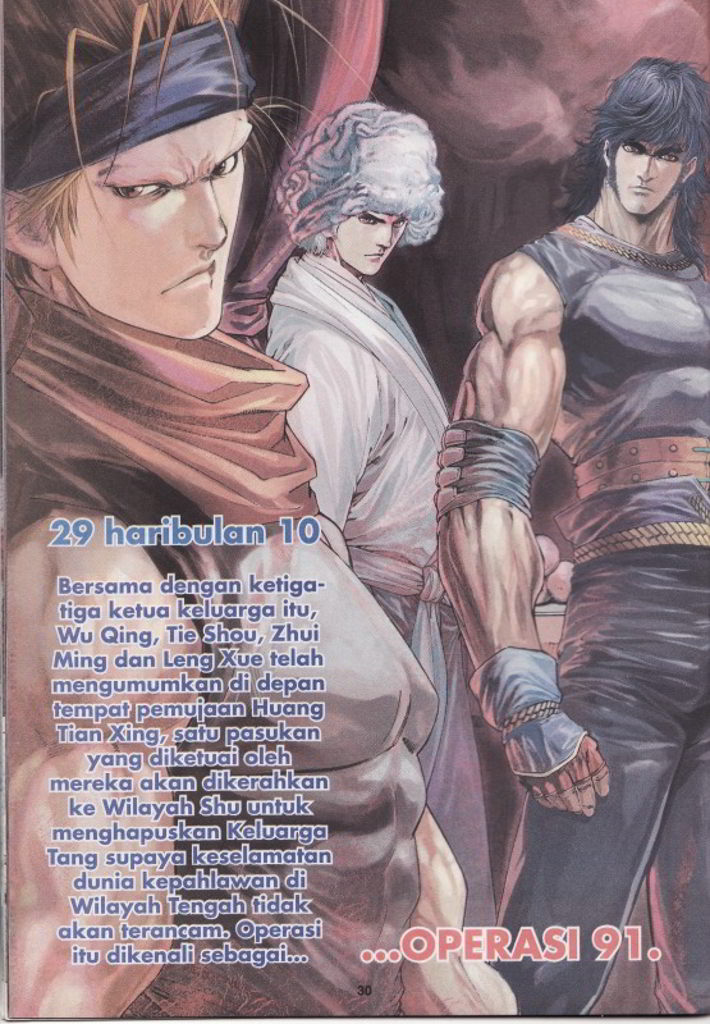 29 haribulan 10
Bersama dengan ketiga-
tiga ketua keluarga itu,
Wu Qing, Tie Shou, Zhui
Ming dan Leng Xue telah
mengumumkan di depan
tempat pemujaan Huang
Tian Xing, satu pasukan
yang diketuai oleh
mereka akan dikerahkan
ke Wilayah Shu untuk
menghapuskan Keluarga
Tang supaya keselamatan
dunia kepahlawan di
Wilayah Tengah tidak
akan terancam. Operasi
itu dikenali sebagai...
...OPERASI 91.
30